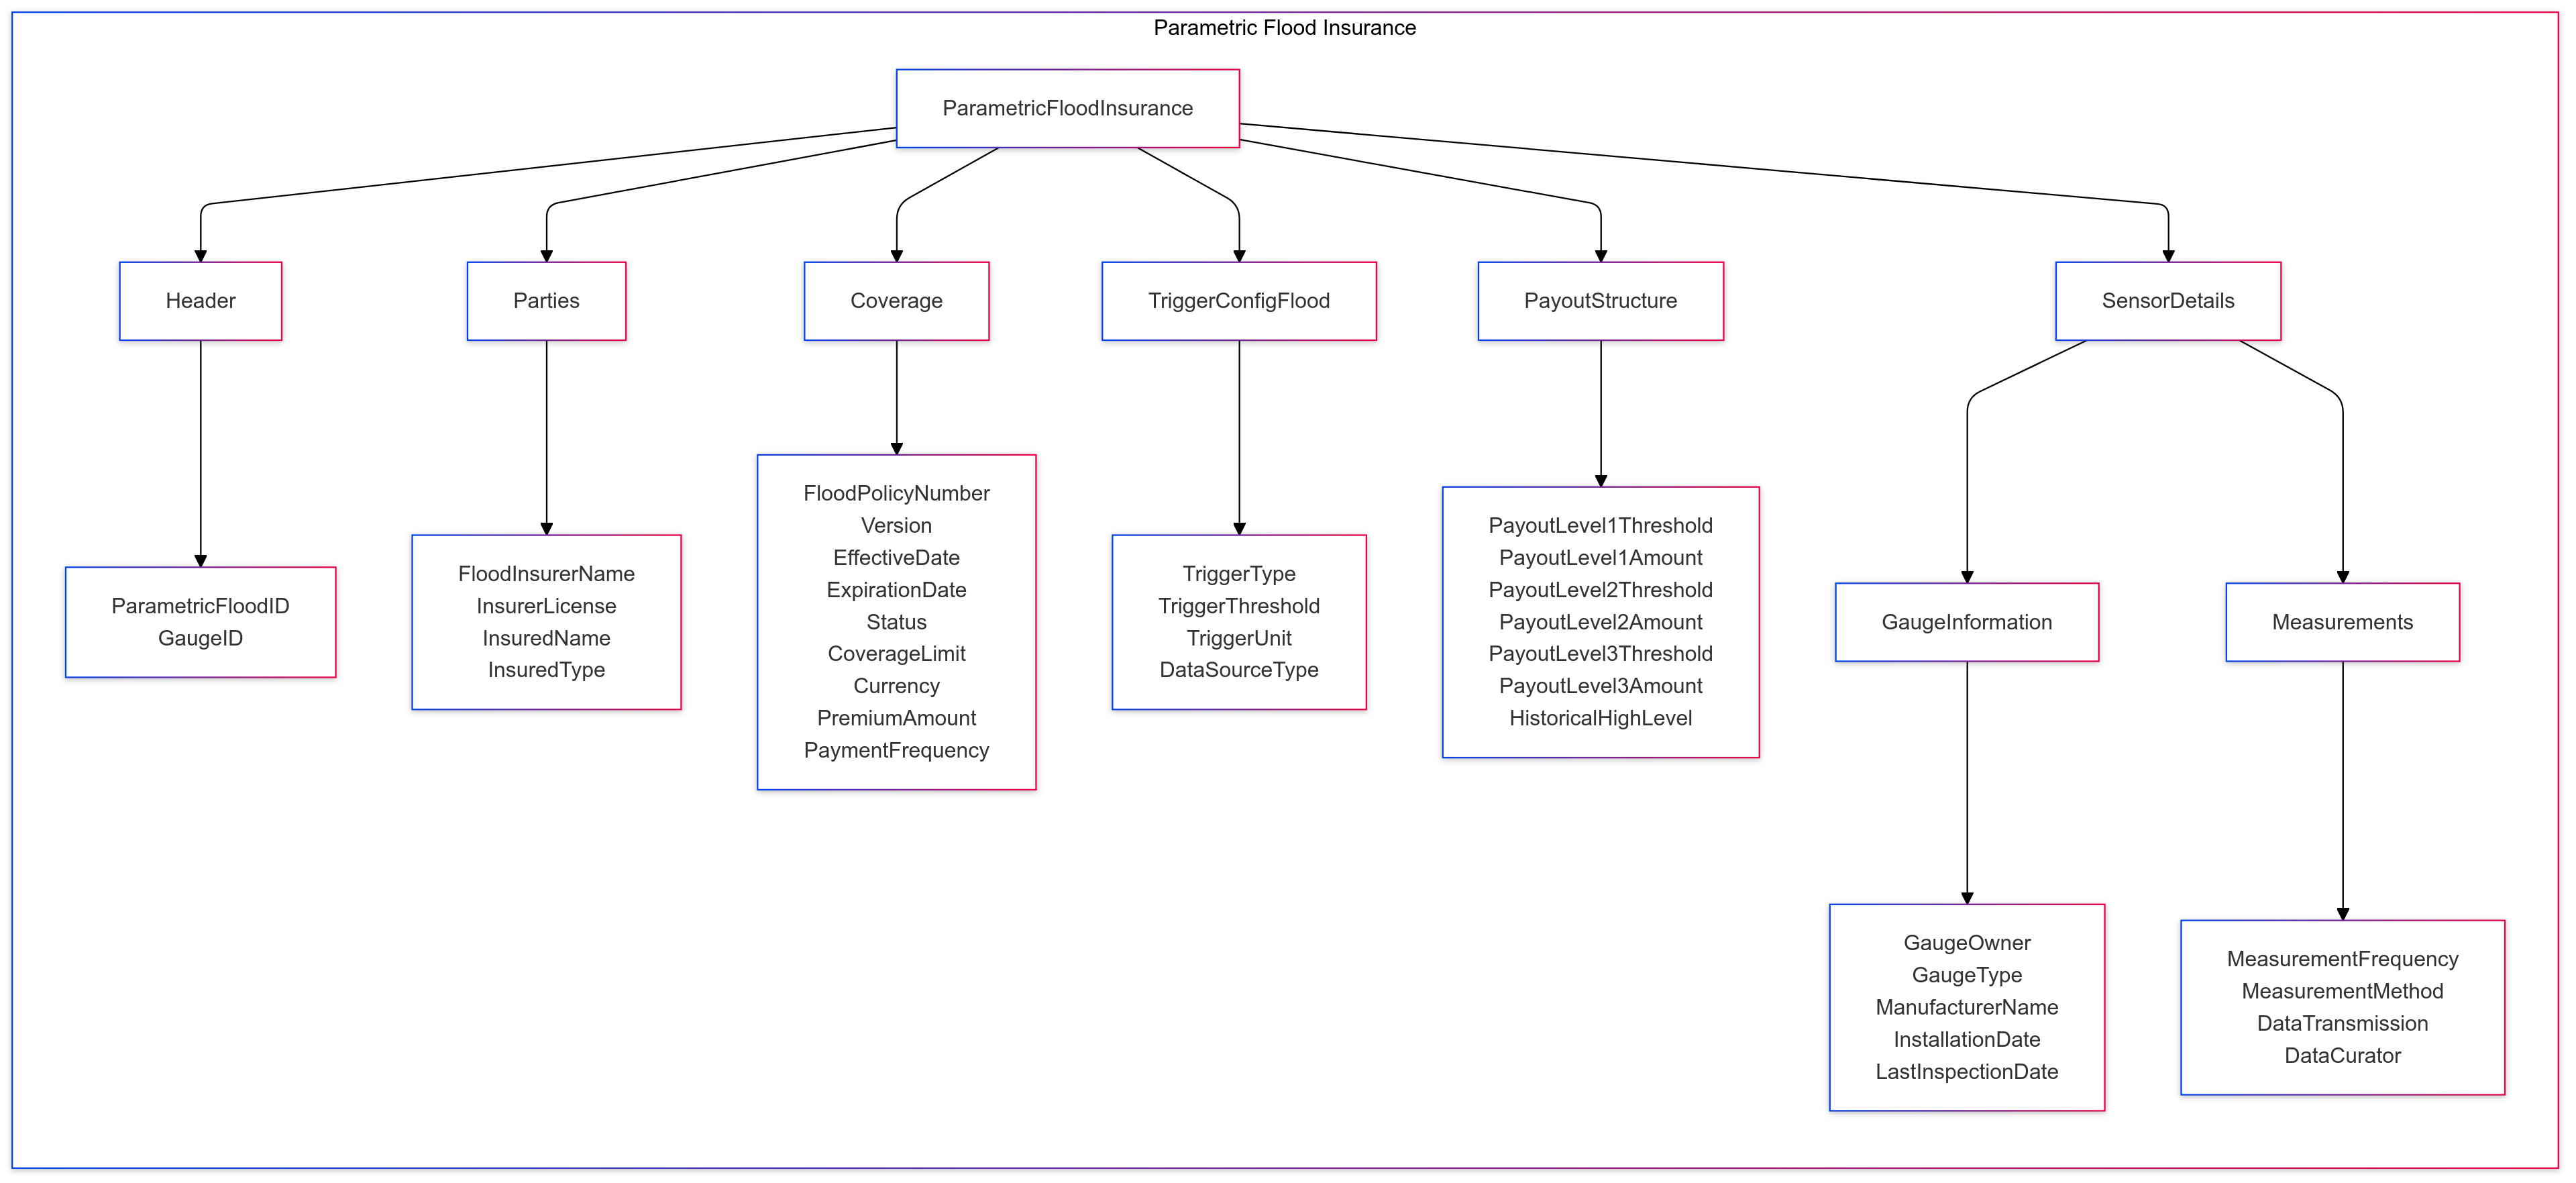 Parametric Flood Insurance
ParametricFloodInsurance
Header
Parties
Coverage
TriggerConfigFlood
PayoutStructure
SensorDetails
ParametricFloodID
GaugeID
FloodInsurerName
InsurerLicense
InsuredName
InsuredType
FloodPolicyNumber
Version
EffectiveDate
ExpirationDate
Status
CoverageLimit
Currency
PremiumAmount
PaymentFrequency
TriggerType
TriggerThreshold
TriggerUnit
DataSourceType
PayoutLevel1Threshold
PayoutLevel1Amount
PayoutLevel2Threshold
PayoutLevel2Amount
PayoutLevel3Threshold
PayoutLevel3Amount
HistoricalHighLevel
GaugeInformation
Measurements
GaugeOwner
GaugeType
ManufacturerName
InstallationDate
LastInspectionDate
MeasurementFrequency
MeasurementMethod
DataTransmission
DataCurator